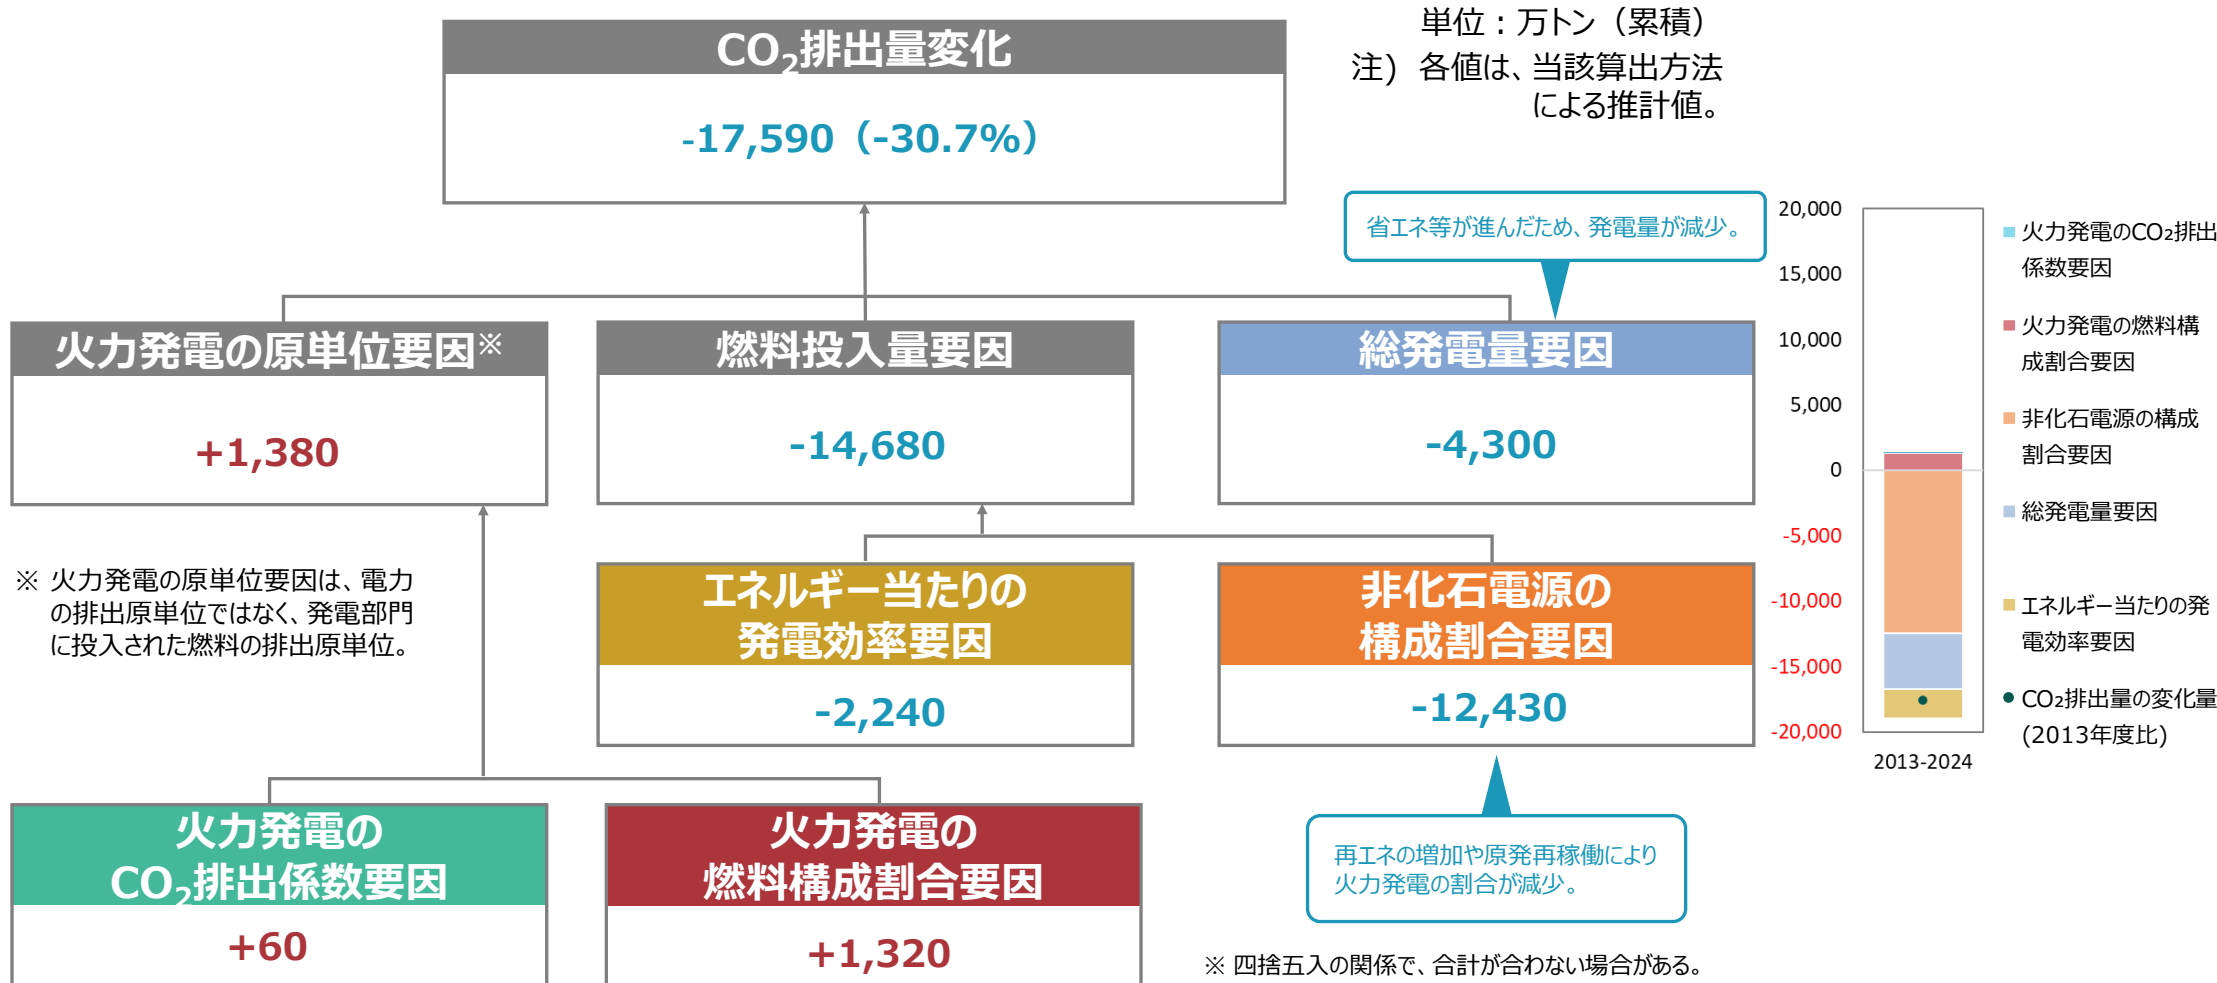 単位：万トン（累積）
注） 各値は、当該算出方法
による推計値。
CO₂排出量変化
-17,590（-30.7%）
省エネ等が進んだため、発電量が減少。
火力発電の原単位要因※
+1,380
燃料投入量要因
-14,680
総発電量要因
-4,300
※ 火力発電の原単位要因は、電力
の排出原単位ではなく、発電部門
に投入された燃料の排出原単位。
エネルギー当たりの
発電効率要因
-2,240
非化石電源の
構成割合要因
-12,430
火力発電の
CO₂排出係数要因
+60
火力発電の
燃料構成割合要因
+1,320
再エネの増加や原発再稼働により
火力発電の割合が減少。
※ 四捨五入の関係で、合計が合わない場合がある。
20,000
15,000
10,000
5,000
0
-5,000
-10,000
-15,000
-20,000
2013-2024
火力発電のCO₂排出
係数要因
火力発電の燃料構
成割合要因
非化石電源の構成
割合要因
総発電量要因
エネルギー当たりの発
電効率要因
CO₂排出量の変化量
(2013年度比)